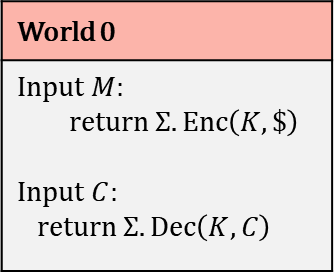 World 0
Input M:
return Σ. Enc(K, $)
Input C:
return Σ. Dec(K, C)